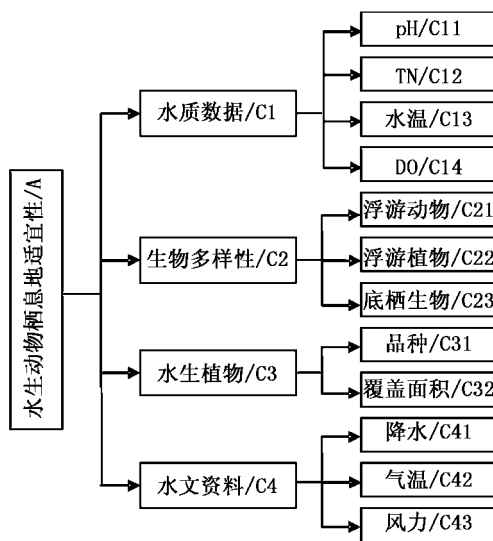 水生动物栖息地适宜性/A
水质数据/C1
pH/C11
TN/C12
水温/C13
DO/C14
生物多样性/C2
浮游动物/C21
浮游植物/C22
底栖生物/C23
水生植物/C3
品种/C31
覆盖面积/C32
水文资料/C4
降水/C41
气温/C42
风力/C43